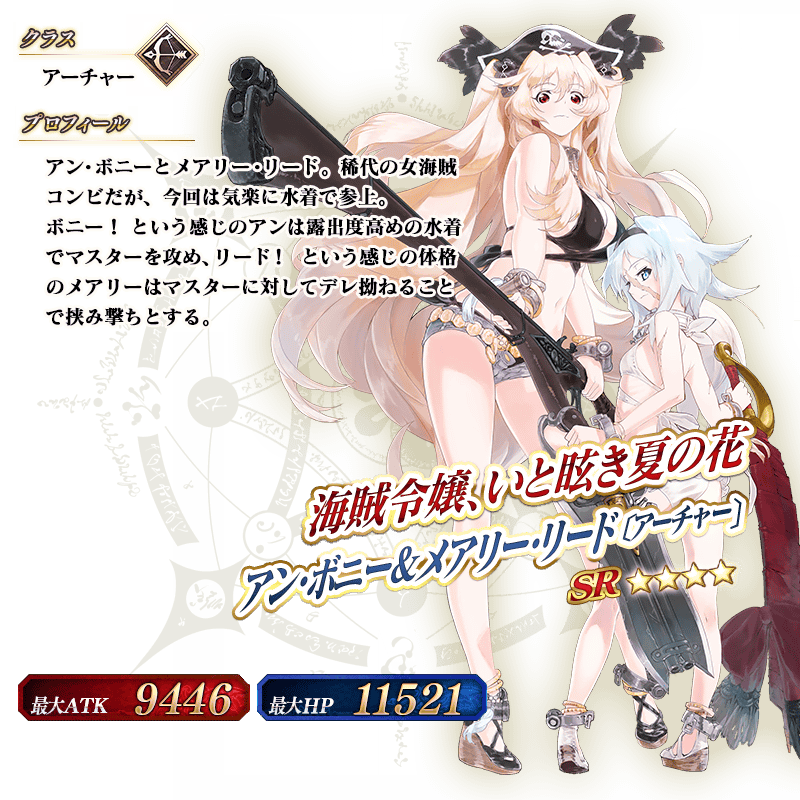 クラス
アーチャー
プロフィール
アン・ボニーとメアリー・リード。稀代の女海賊
コンビだが、今回は気楽に水着で参上。
ボニー！ という感じのアンは露出度高めの水着
でマスターを攻め、リード！ という感じの体格
のメアリーはマスターに対してデレ拗ねること
で挟み撃ちとする。
海賊令嬢、いと眩き夏の花
アン・ボニー&メアリー・リード〔アーチャー〕
SR
最大ATK 9446
最大HP 11521